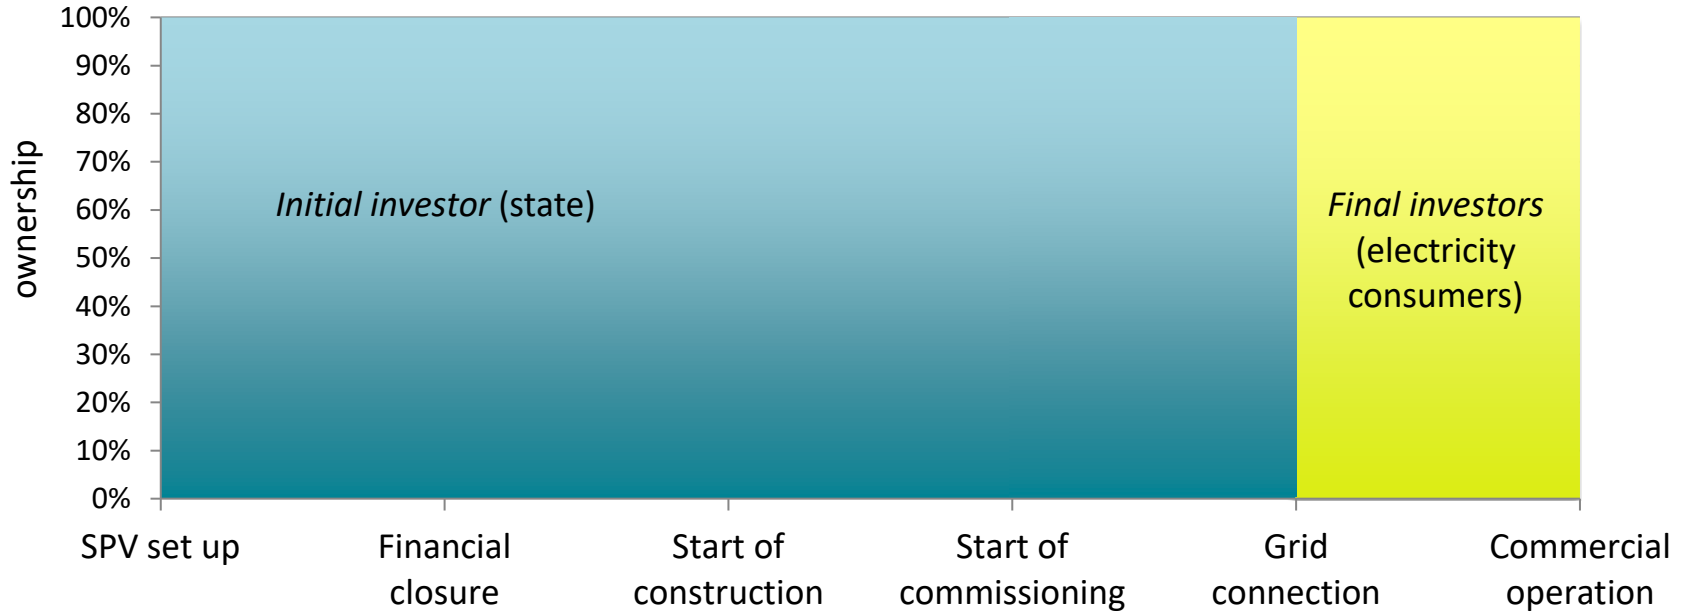 100%
90%
80%
70%
60%
50%
40%
30%
20%
10%
0%
ownership
Initial investor (state)
Final investors
(electricity
consumers)
SPV set up
Financial
closure
Start of
construction
Start of
commissioning
Grid
connection
Commercial
operation